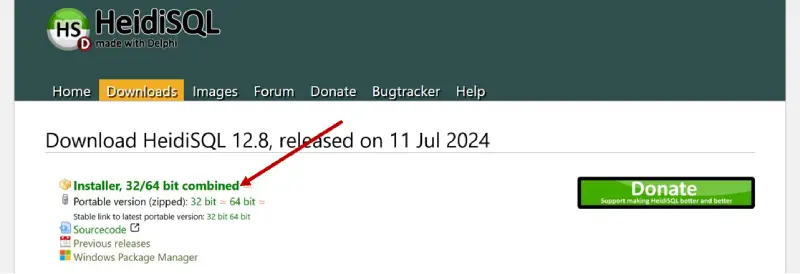 HS
D
HeidiSQL
made with Delphi
Home Downloads Images Forum Donate Bugtracker Help
Download HeidiSQL 12.8, released on 11 Jul 2024
Installer, 32/64 bit combined
Portable version (zipped): 32 bit 64 bit
Stable link to latest portable version: 32 bit 64 bit
Sourcecode
Previous releases
Windows Package Manager
Donate
Support making HeidiSQL better and better